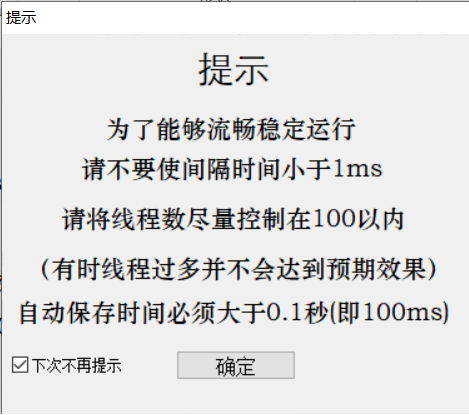 提示
提示
为了能够流畅稳定运行
请不要使间隔时间小于1ms
请将线程数尽量控制在100以内
(有时线程过多并不会达到预期效果)
自动保存时间必须大于0.1秒(即100ms)
下次不再提示
确定